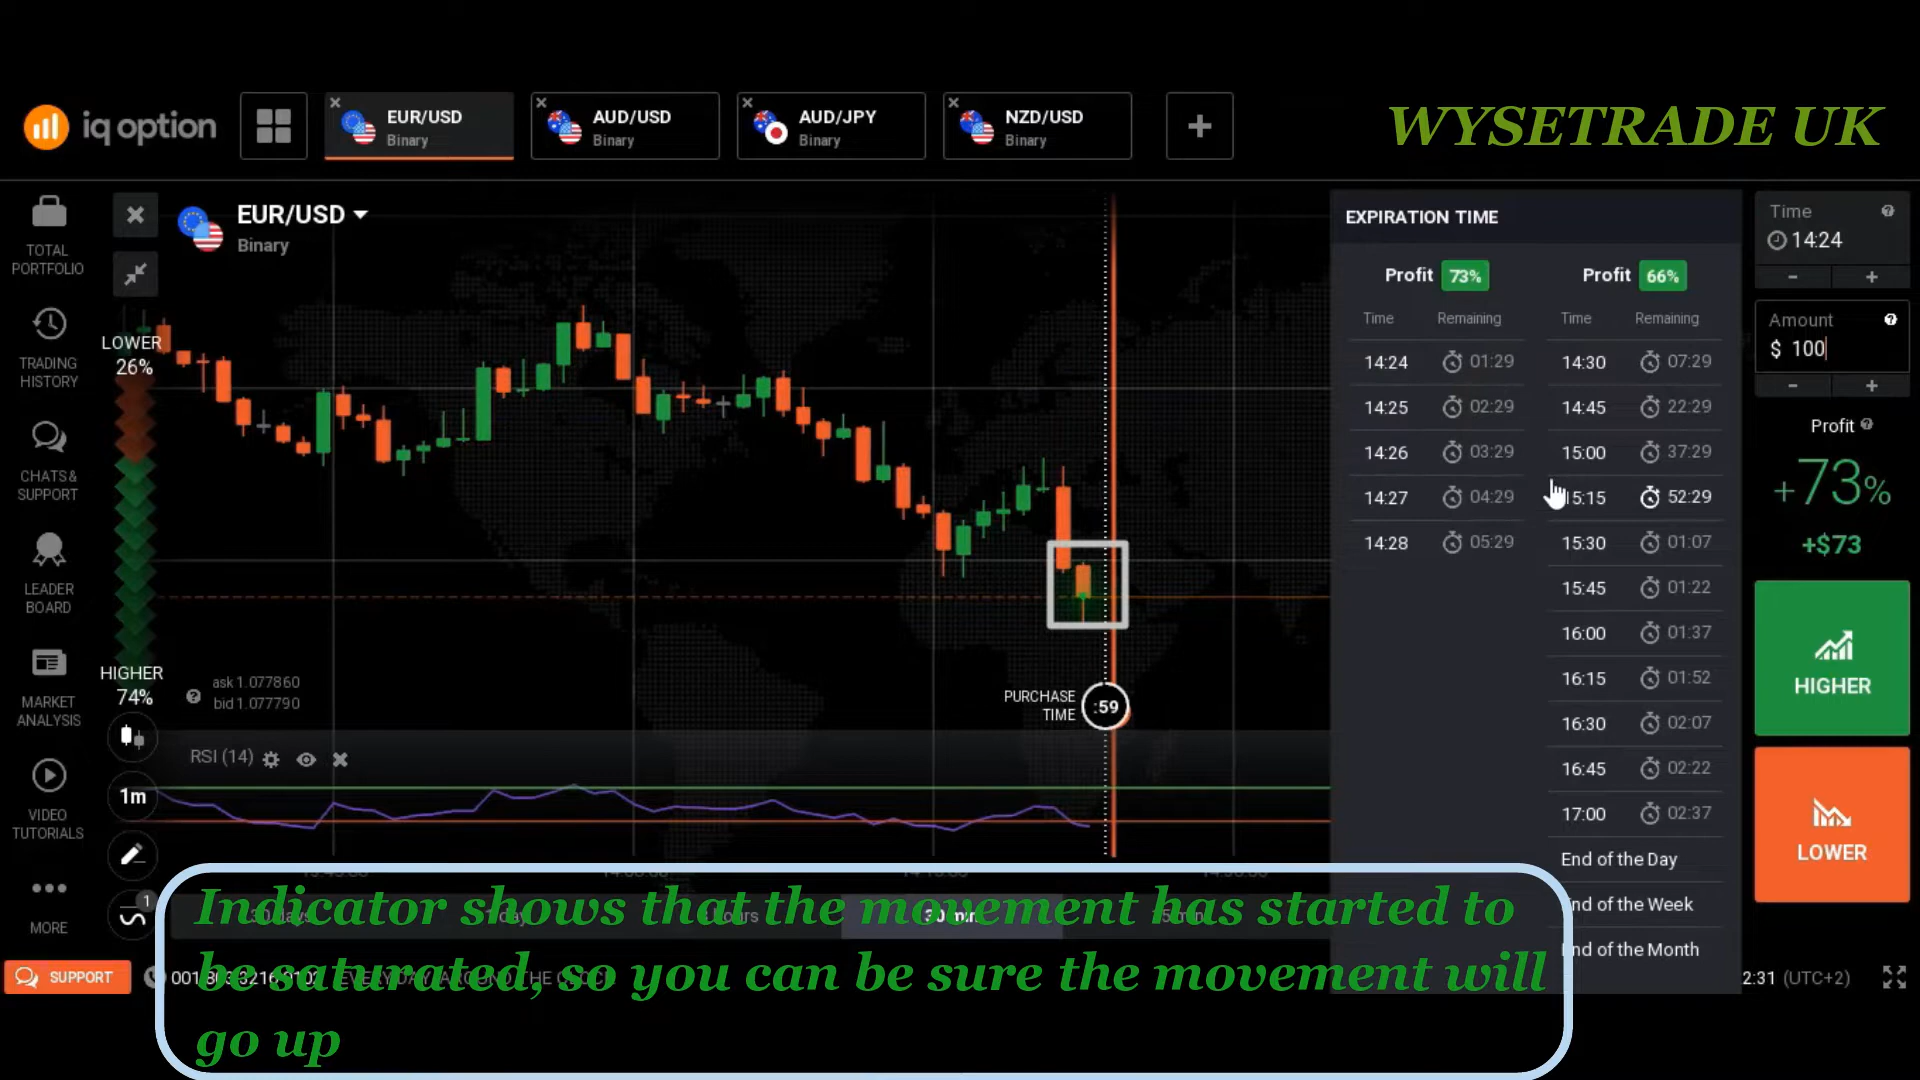 iq option
EUR/USD
Binary
AUD/USD
Binary
AUD/JPY
Binary
NZD/USD
Binary
WYSETRADE UK
TOTAL
PORTFOLIO
TRADING
HISTORY
CHATS &
SUPPORT
LEADER
BOARD
MARKET
ANALYSIS
VIDEO
TUTORIALS
MORE
SUPPORT
EUR/USD
Binary
LOWER
26%
HIGHER
74%
ask 1.077860
bid 1.077790
PURCHASE
TIME
:59
RSI (14)
1m
1
EXPIRATION TIME
Profit 73%
Time Remaining
14:24 01:29
14:25 02:29
14:26 03:29
14:27 04:29
14:28 05:29
Profit 66%
Time Remaining
14:30 07:29
14:45 22:29
15:00 37:29
5:15 52:29
15:30 01:07
15:45 01:22
16:00 01:37
16:15 01:52
16:30 02:07
16:45 02:22
17:00 02:37
End of the Day
nd of the Week
nd of the Month
Time
14:24
- +
Amount
$ 100
- +
Profit
+73%
+$73
HIGHER
LOWER
30 min
Indicator shows that the movement has started to
be saturated, so you can be sure the movement will
go up
2:31 (UTC+2)